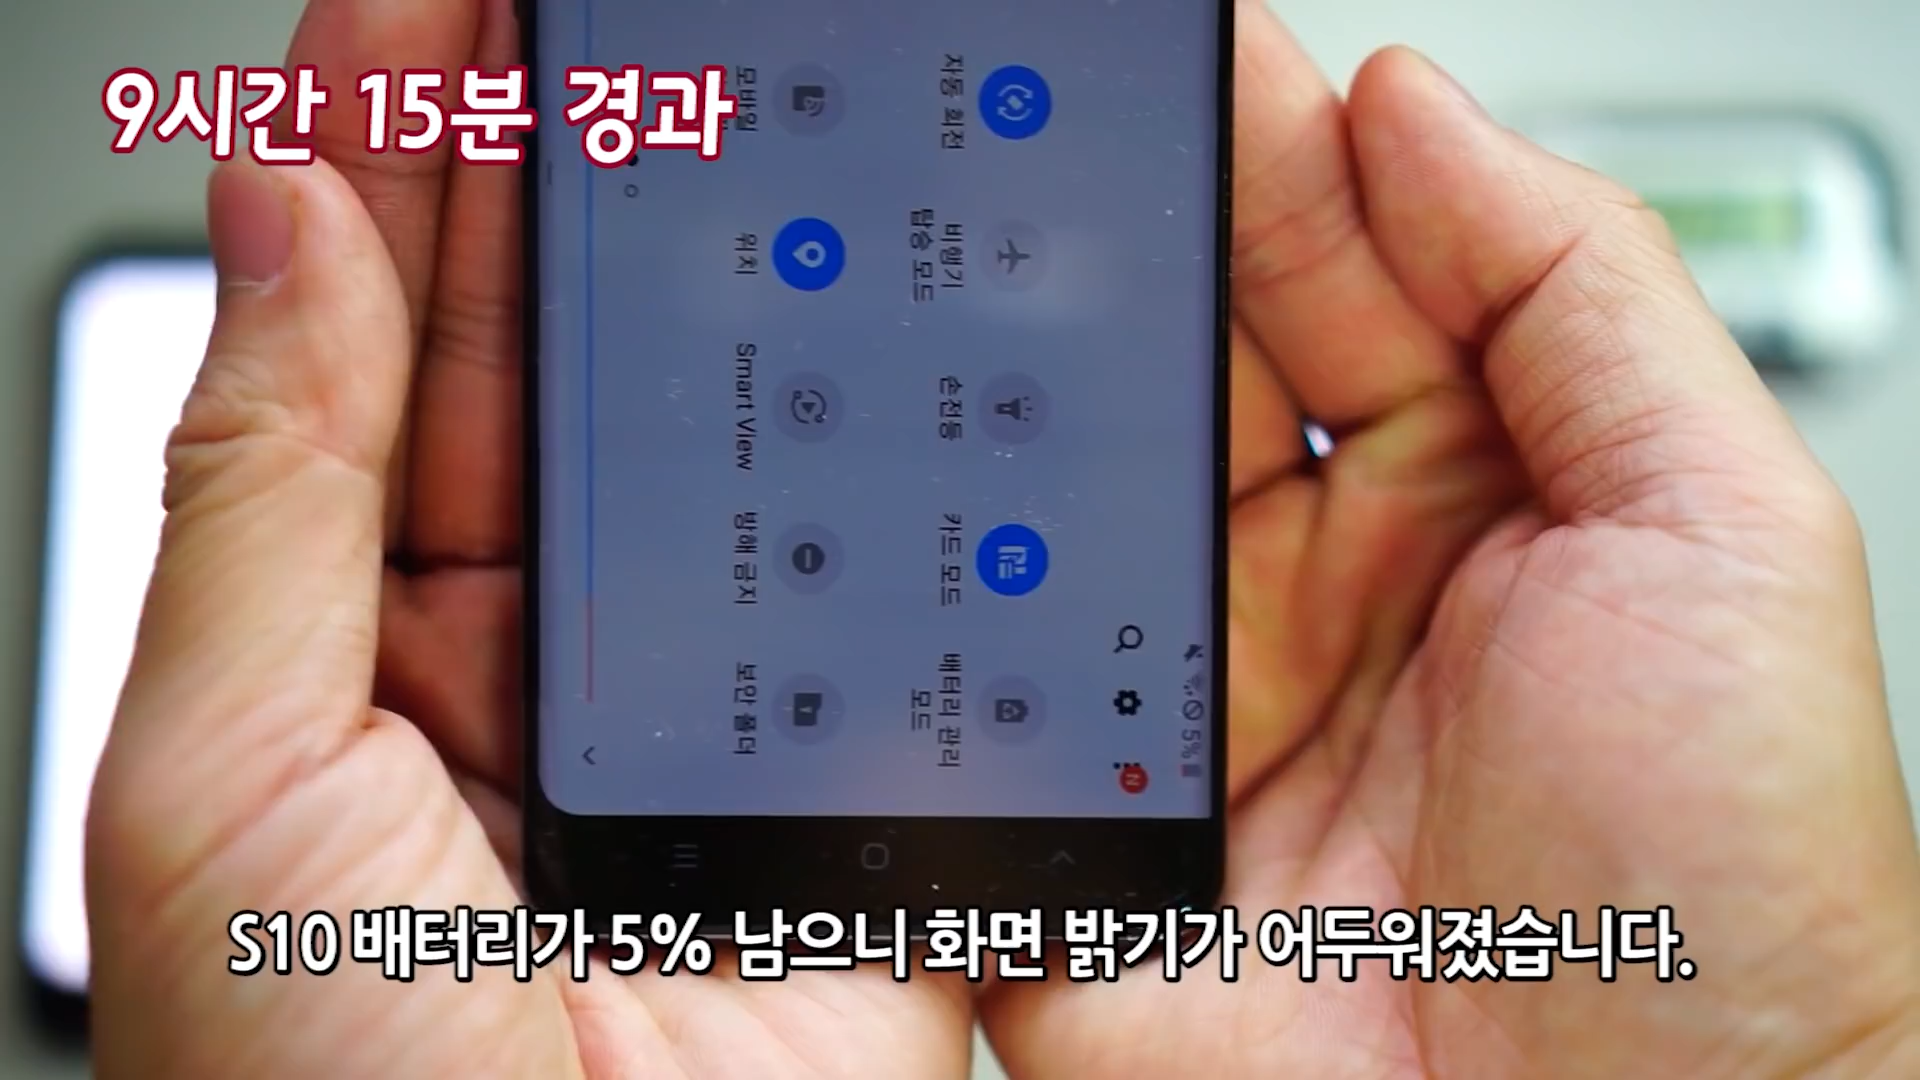 9시간 15분 경과
5%
자동 회전
비행기
탑승 모드
손전등
카드 모드
배터리 관리
모드
모바일
위치
Smart View
방해 금지
보안 폴더
N
S10 배터리가 5% 남으니 화면 밝기가 어두워졌습니다.